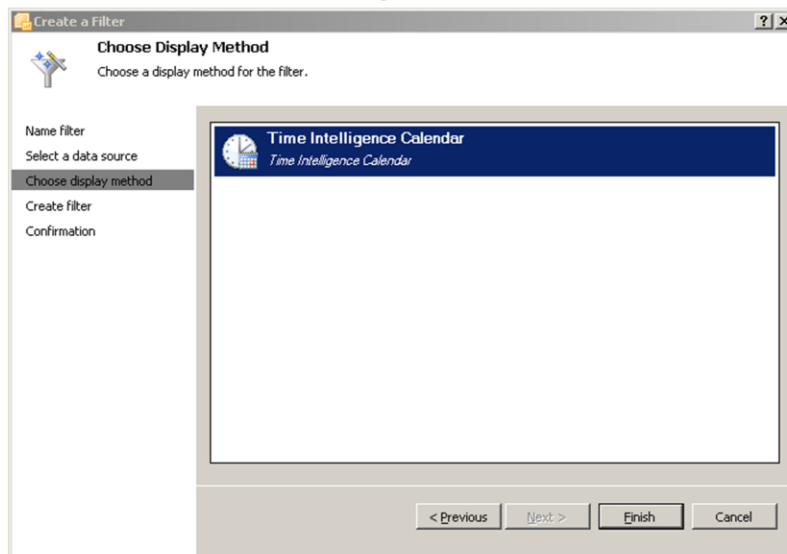 Create a Filter
Choose Display Method
Choose a display method for the filter.
Name filter
Select a data source
Choose display method
Create filter
Confirmation
Time Intelligence Calendar
Time Intelligence Calendar
< Previous
Next >
Finish
Cancel